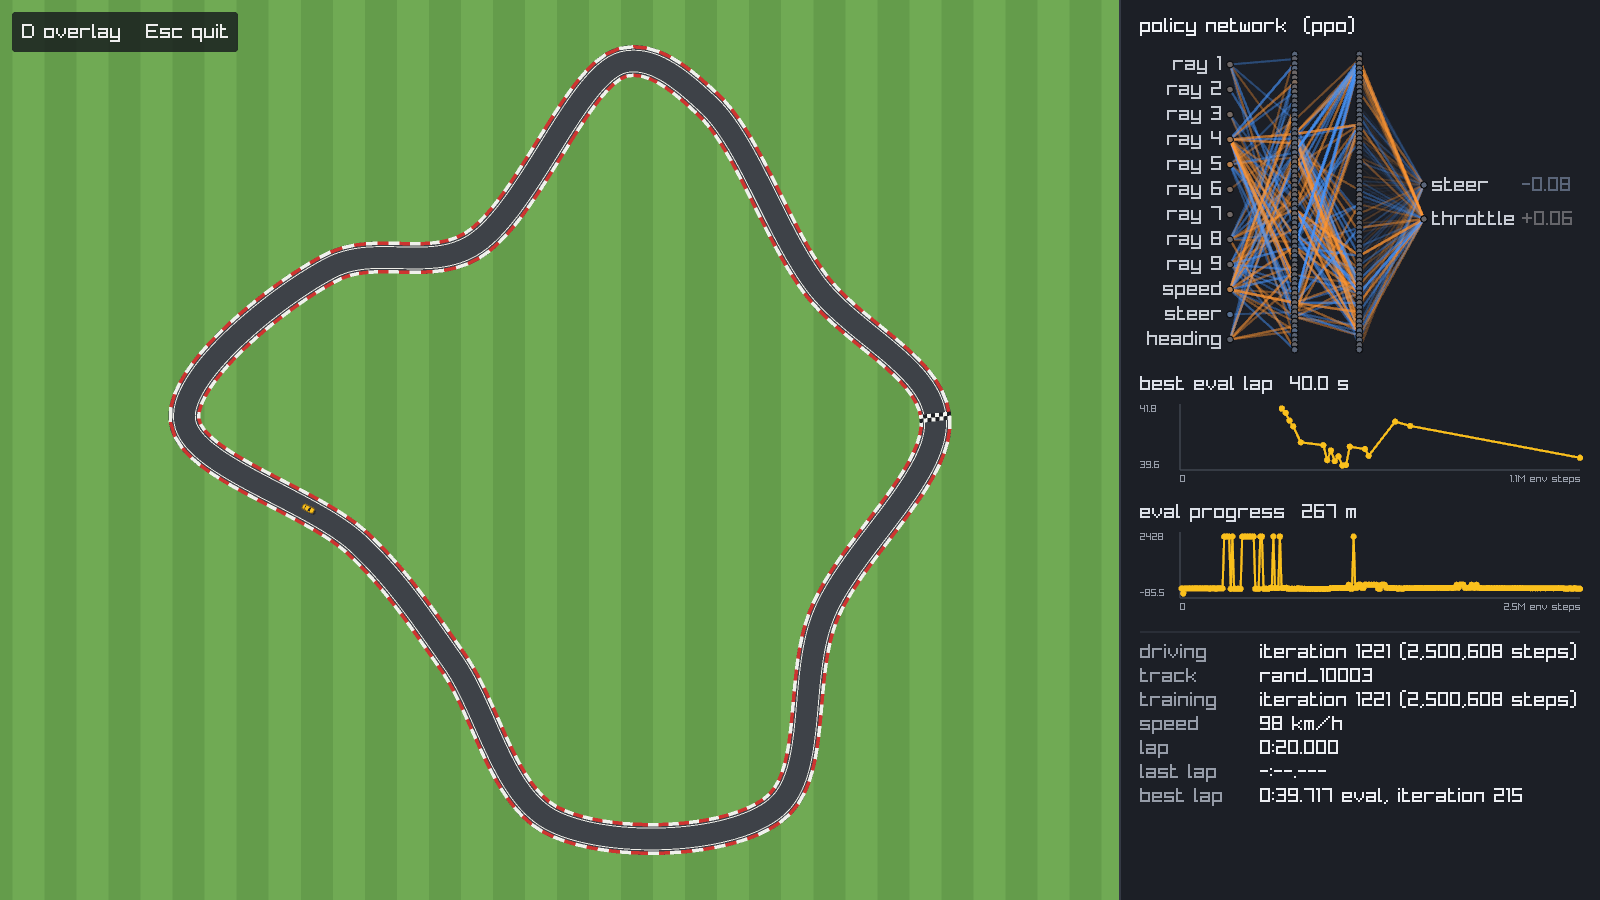 D overlay Esc quit
policy network (ppo)
ray 1
ray 2
ray 3
ray 4
ray 5
ray 6
ray 7
ray 8
ray 9
speed
steer
heading
steer -0.08
throttle +0.06
best eval lap 40.0 s
41.8
39.6
0 1.1M env steps
eval progress 267 m
2428
-85.5
0 2.5M env steps
driving iteration 1221 (2,500,608 steps)
track rand_10003
training iteration 1221 (2,500,608 steps)
speed 98 km/h
lap 0:20.000
last lap -:--.---
best lap 0:39.717 eval, iteration 215